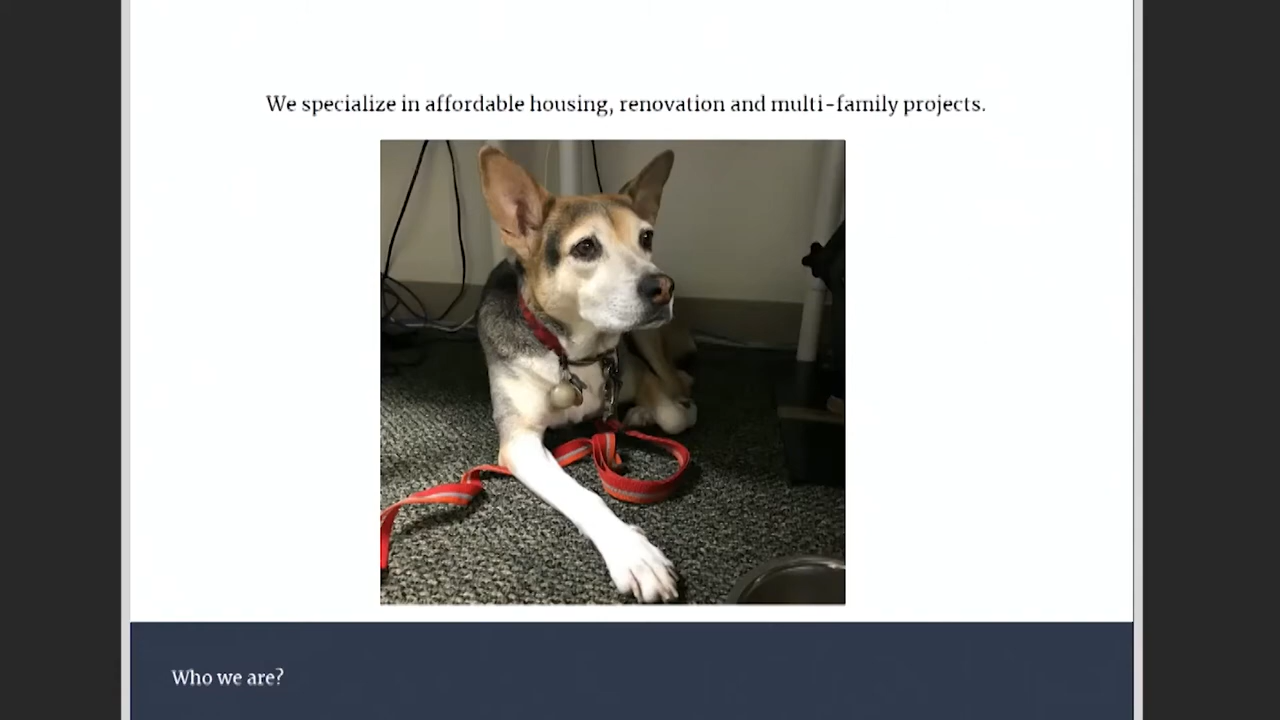 We specialize in affordable housing, renovation and multi-family projects.
Who we are?